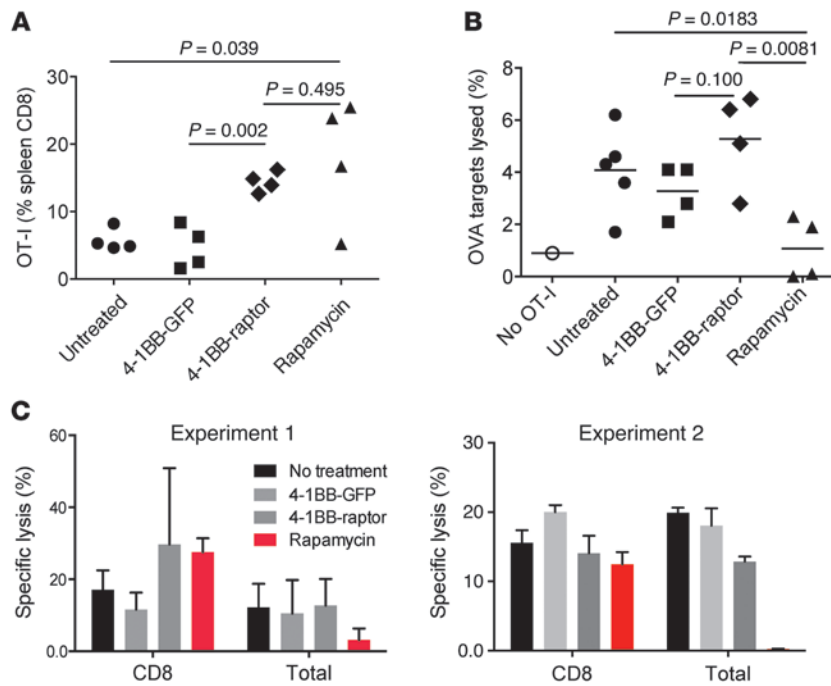 A
P = 0.039
P = 0.495
P = 0.002
OT-I (% spleen CD8)
30
20
10
0
Untreated
4-1BB-GFP
4-1BB-raptor
Rapamycin
B
P = 0.0183
P = 0.0081
P = 0.100
OVA targets lysed (%)
8
6
4
2
0
No OT-I
Untreated
4-1BB-GFP
4-1BB-raptor
Rapamycin
C
Experiment 1
Specific lysis (%)
60
40
20
0.0
No treatment
4-1BB-GFP
4-1BB-raptor
Rapamycin
CD8
Total
Experiment 2
Specific lysis (%)
30
20
10
0.0
CD8
Total